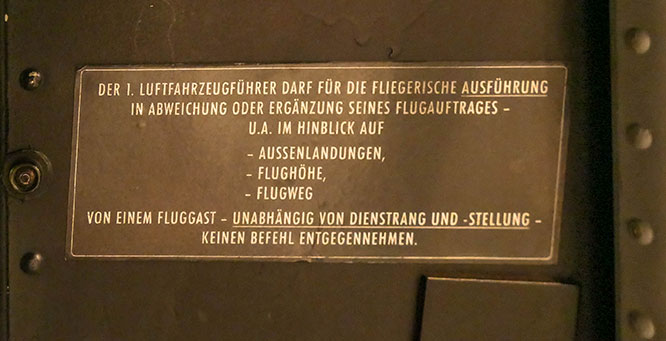 DER 1. LUFTFAHRZEUGFÜHRER DARF FÜR DIE FLIEGERISCHE AUSFÜHRUNG
IN ABWEICHUNG ODER ERGÄNZUNG SEINES FLUGAUFTRAGES –
U.A. IM HINBLICK AUF
– AUSSENLANDUNGEN,
– FLUGHÖHE,
– FLUGWEG
VON EINEM FLUGGAST – UNABHÄNGIG VON DIENSTRANG UND -STELLUNG –
KEINEN BEFEHL ENTGEGENNEHMEN.